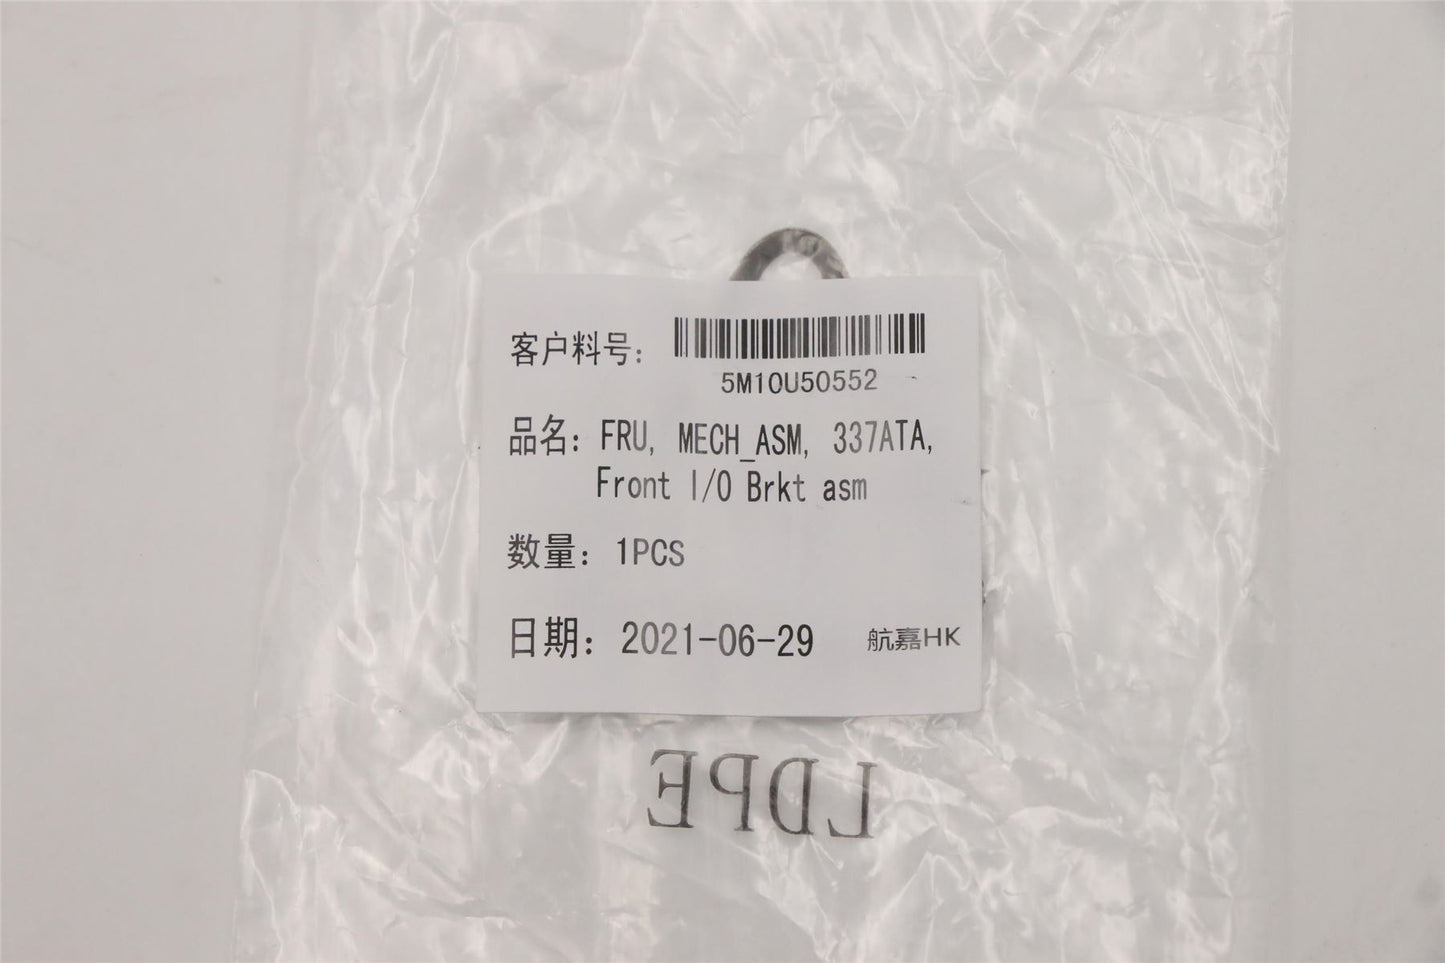 客户料号：
5M10U50552
品名：FRU, MECH_ASM, 337ATA,
Front I/O Brkt asm
数量：1PCS
日期：2021-06-29 航嘉HK
LDPE